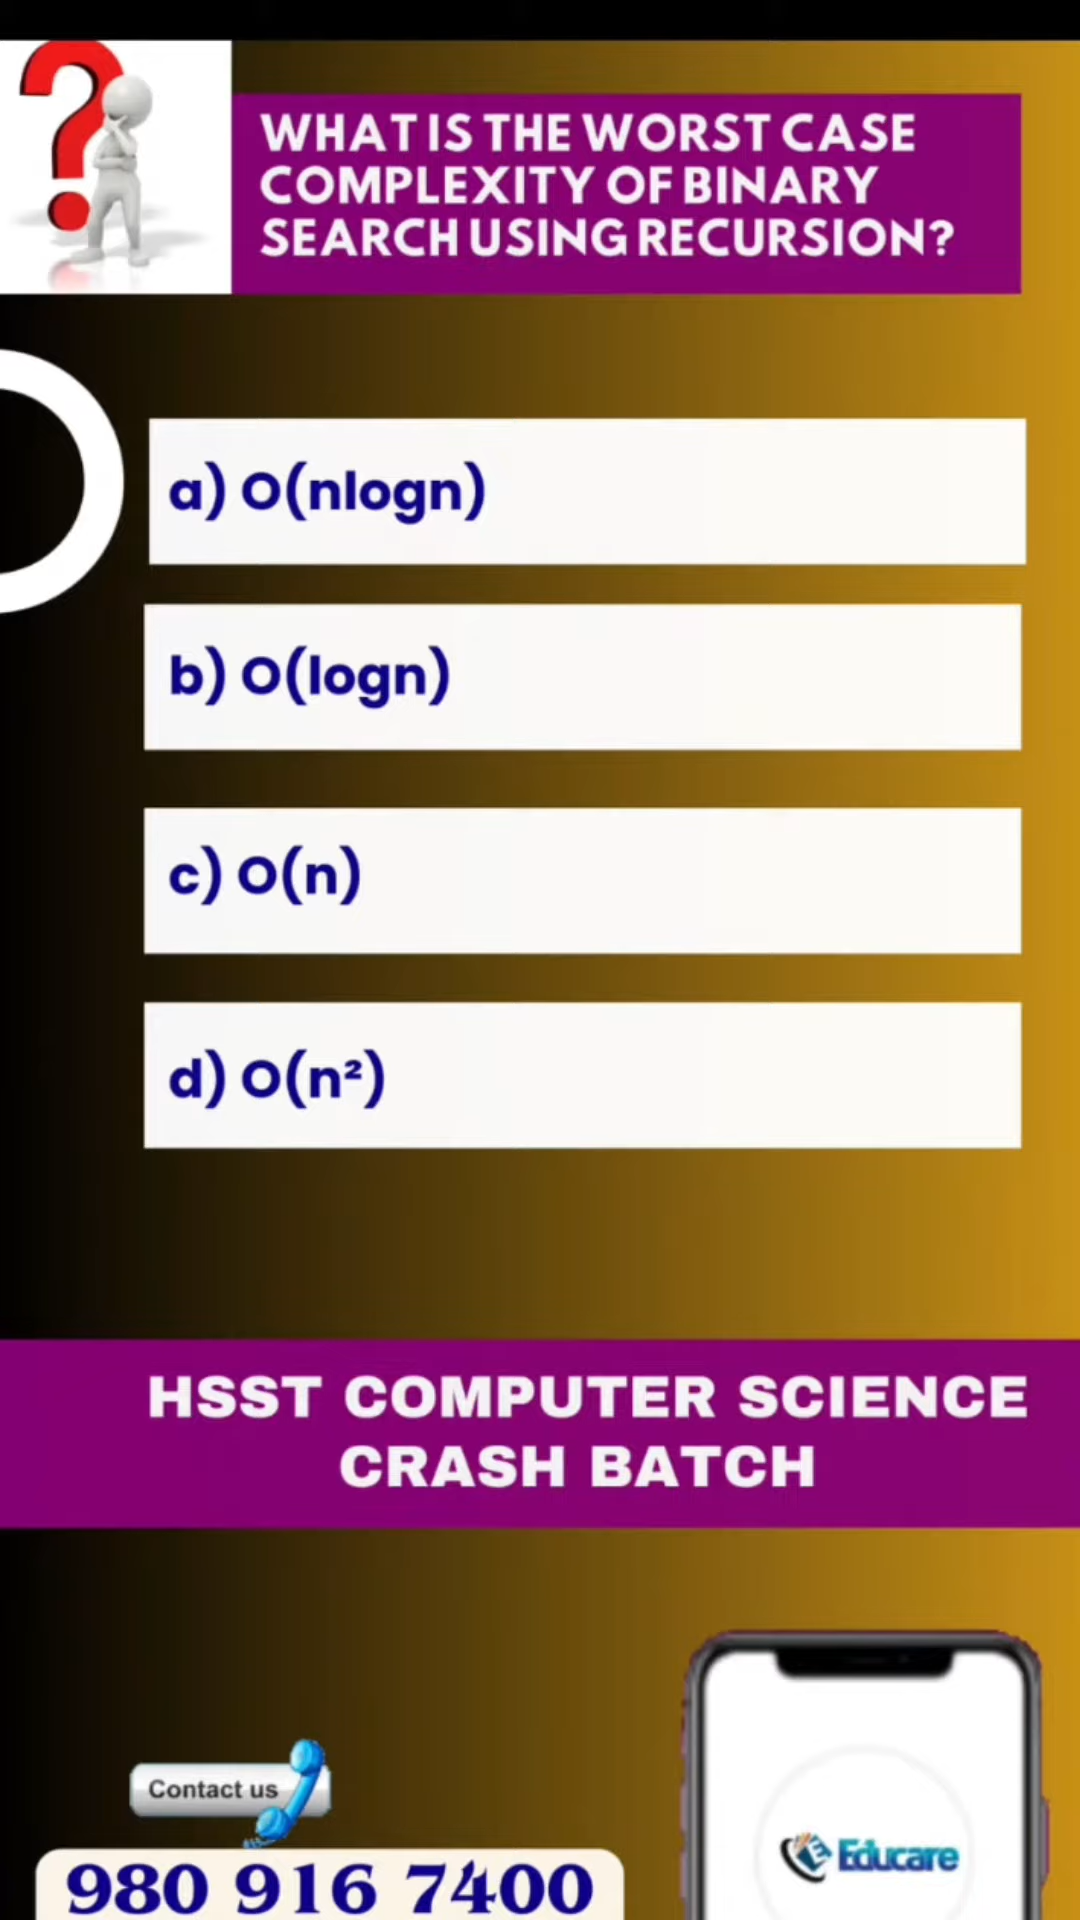 WHAT IS THE WORST CASE
COMPLEXITY OF BINARY
SEARCH USING RECURSION?
a) O(nlogn)
b) O(logn)
c) O(n)
d) O(n²)
HSST COMPUTER SCIENCE
CRASH BATCH
Contact us
980 916 7400
Educare